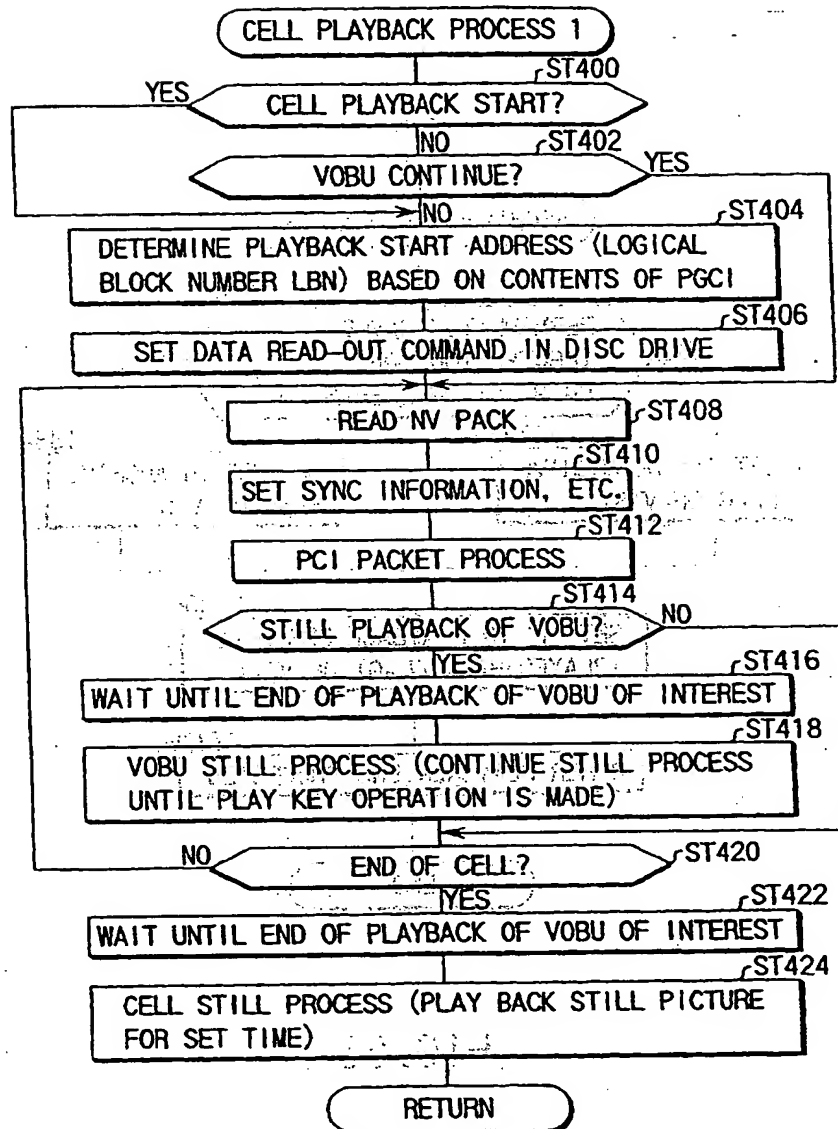 CELL PLAYBACK PROCESS 1
ST400
YES
CELL PLAYBACK START?
NO
ST402
VOBU CONTINUE?
YES
NO
ST404
DETERMINE PLAYBACK START ADDRESS (LOGICAL
BLOCK NUMBER LBN) BASED ON CONTENTS OF PGCI
ST406
SET DATA READ-OUT COMMAND IN DISC DRIVE
READ NV PACK
ST408
ST410
SET SYNC INFORMATION, ETC.
ST412
PCI PACKET PROCESS
ST414
STILL PLAYBACK OF VOBU?
NO
YES
ST416
WAIT UNTIL END OF PLAYBACK OF VOBU OF INTEREST
ST418
VOBU STILL PROCESS (CONTINUE STILL PROCESS
UNTIL PLAY KEY OPERATION IS MADE)
NO
END OF CELL?
ST420
YES
ST422
WAIT UNTIL END OF PLAYBACK OF VOBU OF INTEREST
ST424
CELL STILL PROCESS (PLAY BACK STILL PICTURE
FOR SET TIME)
RETURN